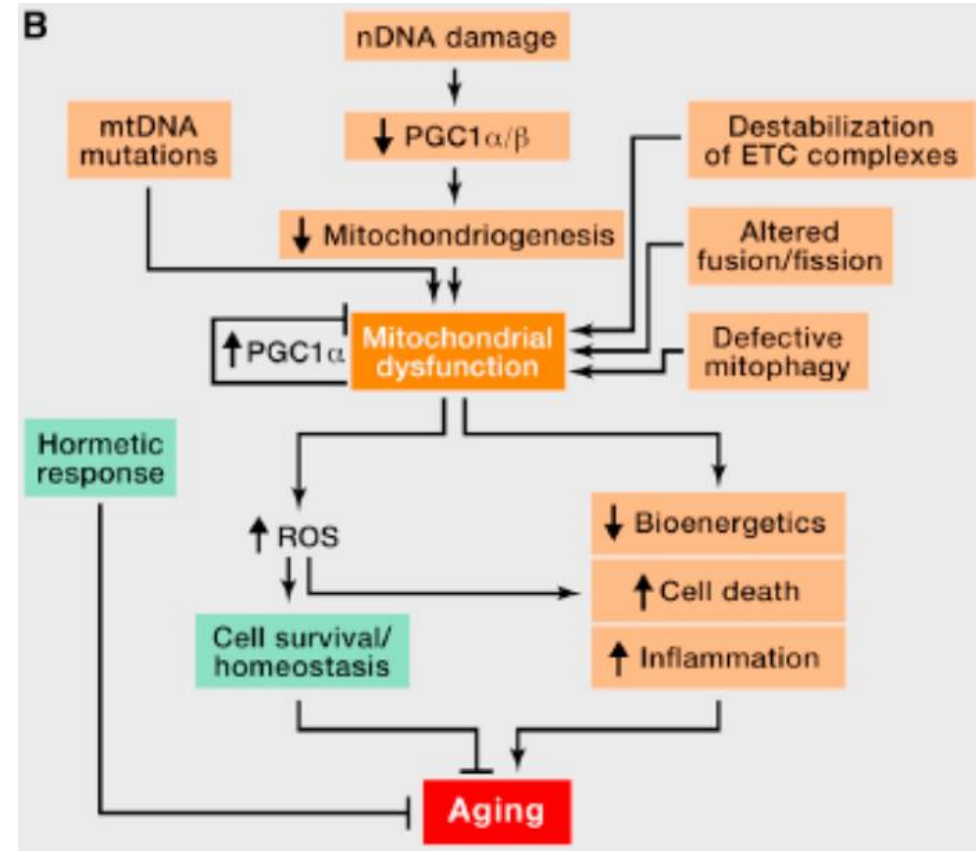 B
nDNA damage
mtDNA
mutations
↓ PGC1α/β
Destabilization
of ETC complexes
↓ Mitochondriogenesis
Altered
fusion/fission
↑PGC1α
Mitochondrial
dysfunction
Defective
mitophagy
Hormetic
response
↑ ROS
↓ Bioenergetics
↑ Cell death
↑ Inflammation
Cell survival/
homeostasis
Aging